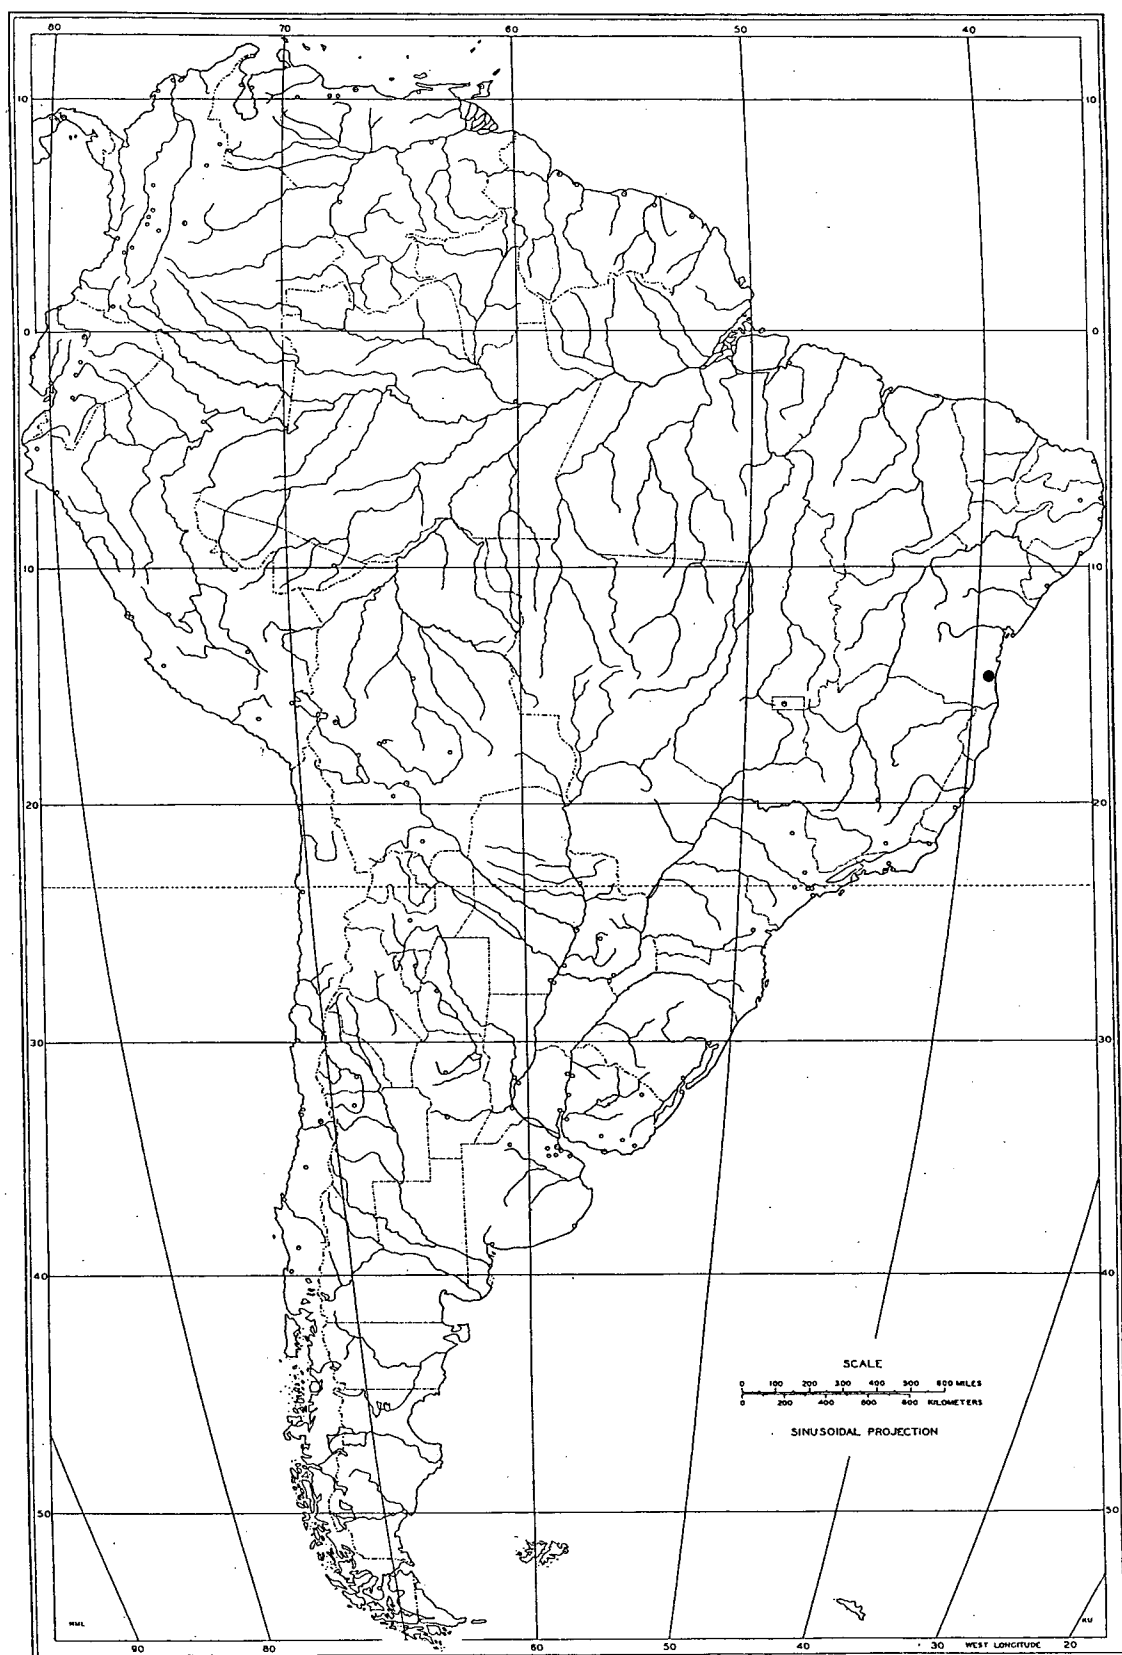 80 70 60 50 40
10 10
0 0
10 10
20 20
30 30
SCALE
0 100 200 300 400 500 600 MILES
0 200 400 600 800 KILOMETERS
SINUSOIDAL PROJECTION
40 40
50 50
90 80 70 60 50 40 30 WEST LONGITUDE 20